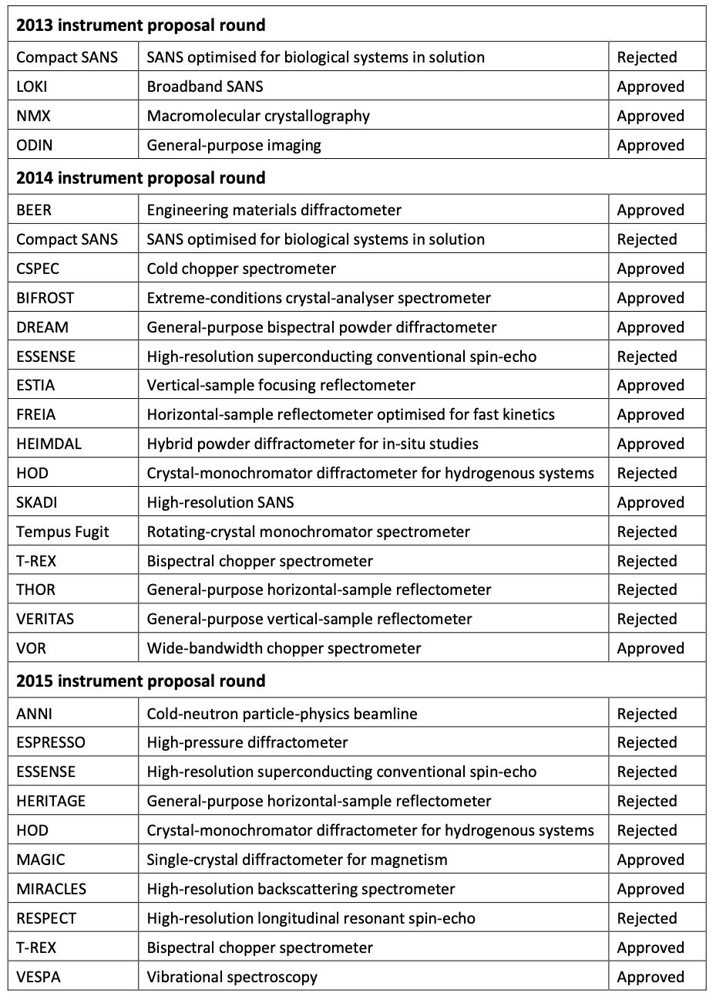 2013 instrument proposal round
Compact SANS SANS optimised for biological systems in solution Rejected
LOKI Broadband SANS Approved
NMX Macromolecular crystallography Approved
ODIN General-purpose imaging Approved
2014 instrument proposal round
BEER Engineering materials diffractometer Approved
Compact SANS SANS optimised for biological systems in solution Rejected
CSPEC Cold chopper spectrometer Approved
BIFROST Extreme-conditions crystal-analyser spectrometer Approved
DREAM General-purpose bispectral powder diffractometer Approved
ESSENSE High-resolution superconducting conventional spin-echo Rejected
ESTIA Vertical-sample focusing reflectometer Approved
FREIA Horizontal-sample reflectometer optimised for fast kinetics Approved
HEIMDAL Hybrid powder diffractometer for in-situ studies Approved
HOD Crystal-monochromator diffractometer for hydrogenous systems Rejected
SKADI High-resolution SANS Approved
Tempus Fugit Rotating-crystal monochromator spectrometer Rejected
T-REX Bispectral chopper spectrometer Rejected
THOR General-purpose horizontal-sample reflectometer Rejected
VERITAS General-purpose vertical-sample reflectometer Rejected
VOR Wide-bandwidth chopper spectrometer Approved
2015 instrument proposal round
ANNI Cold-neutron particle-physics beamline Rejected
ESPRESSO High-pressure diffractometer Rejected
ESSENSE High-resolution superconducting conventional spin-echo Rejected
HERITAGE General-purpose horizontal-sample reflectometer Rejected
HOD Crystal-monochromator diffractometer for hydrogenous systems Rejected
MAGIC Single-crystal diffractometer for magnetism Approved
MIRACLES High-resolution backscattering spectrometer Approved
RESPECT High-resolution longitudinal resonant spin-echo Rejected
T-REX Bispectral chopper spectrometer Approved
VESPA Vibrational spectroscopy Approved